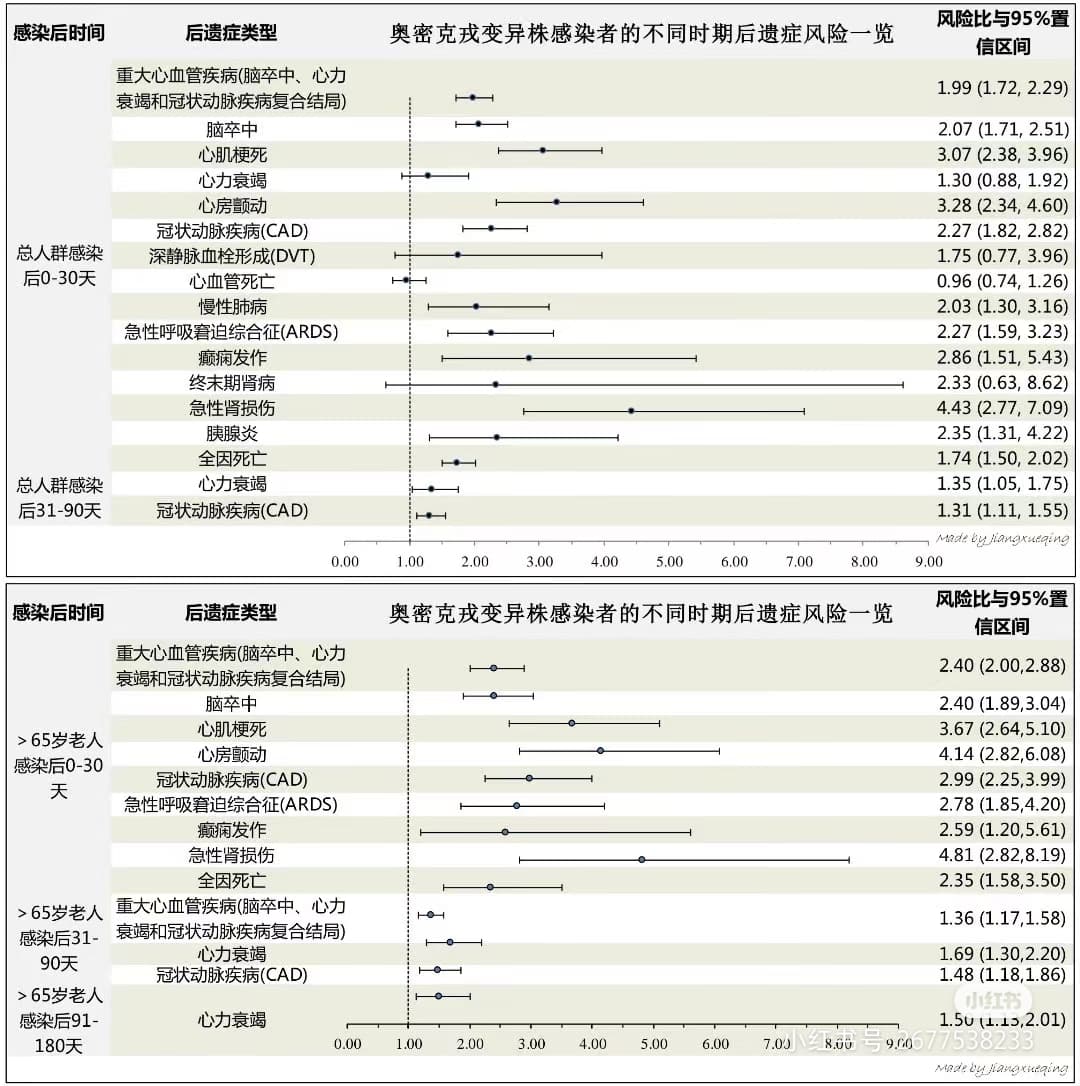 感染后时间 后遗症类型 奥密克戎变异株感染者的不同时期后遗症风险一览 风险比与95%置
信区间
重大心血管疾病(脑卒中、心力
衰竭和冠状动脉疾病复合结局) 1.99 (1.72, 2.29)
脑卒中 2.07 (1.71, 2.51)
心肌梗死 3.07 (2.38, 3.96)
心力衰竭 1.30 (0.88, 1.92)
心房颤动 3.28 (2.34, 4.60)
冠状动脉疾病(CAD) 2.27 (1.82, 2.82)
总人群感染
后0-30天
深静脉血栓形成(DVT) 1.75 (0.77, 3.96)
心血管死亡 0.96 (0.74, 1.26)
慢性肺病 2.03 (1.30, 3.16)
急性呼吸窘迫综合征(ARDS) 2.27 (1.59, 3.23)
癫痫发作 2.86 (1.51, 5.43)
终末期肾病 2.33 (0.63, 8.62)
急性肾损伤 4.43 (2.77, 7.09)
胰腺炎 2.35 (1.31, 4.22)
全因死亡 1.74 (1.50, 2.02)
总人群感染
后31-90天
心力衰竭 1.35 (1.05, 1.75)
冠状动脉疾病(CAD) 1.31 (1.11, 1.55)
Made by Jiangxueqing
0.00 1.00 2.00 3.00 4.00 5.00 6.00 7.00 8.00 9.00
感染后时间 后遗症类型 奥密克戎变异株感染者的不同时期后遗症风险一览 风险比与95%置
信区间
重大心血管疾病(脑卒中、心力
衰竭和冠状动脉疾病复合结局) 2.40 (2.00,2.88)
脑卒中 2.40 (1.89,3.04)
心肌梗死 3.67 (2.64,5.10)
＞65岁老人
感染后0-30
天
心房颤动 4.14 (2.82,6.08)
冠状动脉疾病(CAD) 2.99 (2.25,3.99)
急性呼吸窘迫综合征(ARDS) 2.78 (1.85,4.20)
癫痫发作 2.59 (1.20,5.61)
急性肾损伤 4.81 (2.82,8.19)
全因死亡 2.35 (1.58,3.50)
＞65岁老人
感染后31-
90天
重大心血管疾病(脑卒中、心力
衰竭和冠状动脉疾病复合结局) 1.36 (1.17,1.58)
心力衰竭 1.69 (1.30,2.20)
冠状动脉疾病(CAD) 1.48 (1.18,1.86)
＞65岁老人
感染后91-
180天
小红书
心力衰竭 1.50 (1.13,2.01)
小红书号 2677538233
0.00 1.00 2.00 3.00 4.00 5.00 6.00 7.00 8.00 9.00
Made by Jiangxueqing